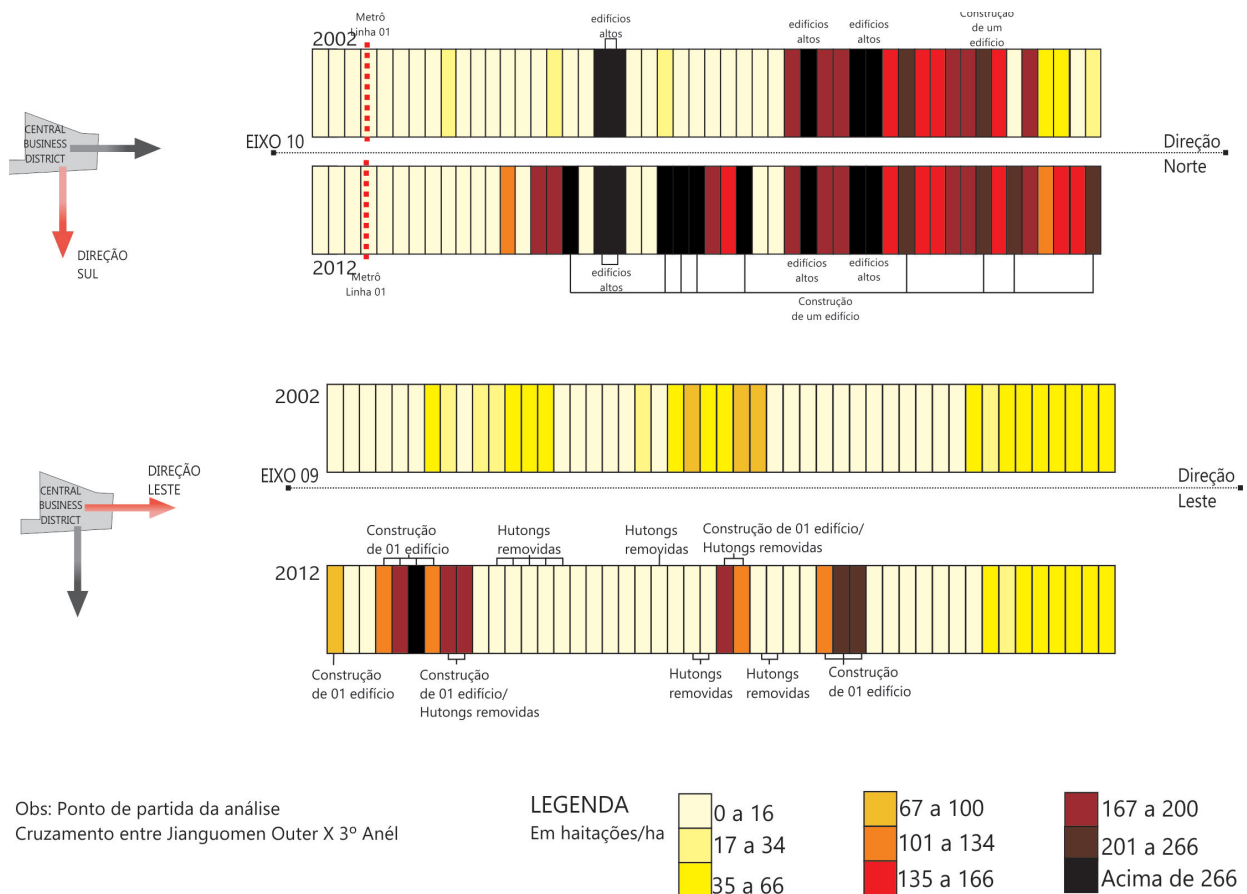 Metrô
Linha 01
2002
edifícios
altos
edifícios
altos
edifícios
altos
Construção
de um
edifício
CENTRAL
BUSINESS
DISTRICT
EIXO 10
Direção
Norte
DIREÇÃO
SUL
2012
Metrô
Linha 01
edifícios
altos
edifícios
altos
edifícios
altos
Construção
de um edifício
2002
EIXO 09
Direção
Leste
DIREÇÃO
LESTE
CENTRAL
BUSINESS
DISTRICT
Construção
de 01 edifício
Hutongs
removidas
Hutongs
removidas
Construção de 01 edifício/
Hutongs removidas
2012
Construção
de 01 edifício
Construção
de 01 edifício/
Hutongs removidas
Hutongs
removidas
Hutongs
removidas
Construção
de 01 edifício
Obs: Ponto de partida da análise
Cruzamento entre Jianguomen Outer X 3º Anél
LEGENDA
Em haitações/ha
0 a 16
17 a 34
35 a 66
67 a 100
101 a 134
135 a 166
167 a 200
201 a 266
Acima de 266